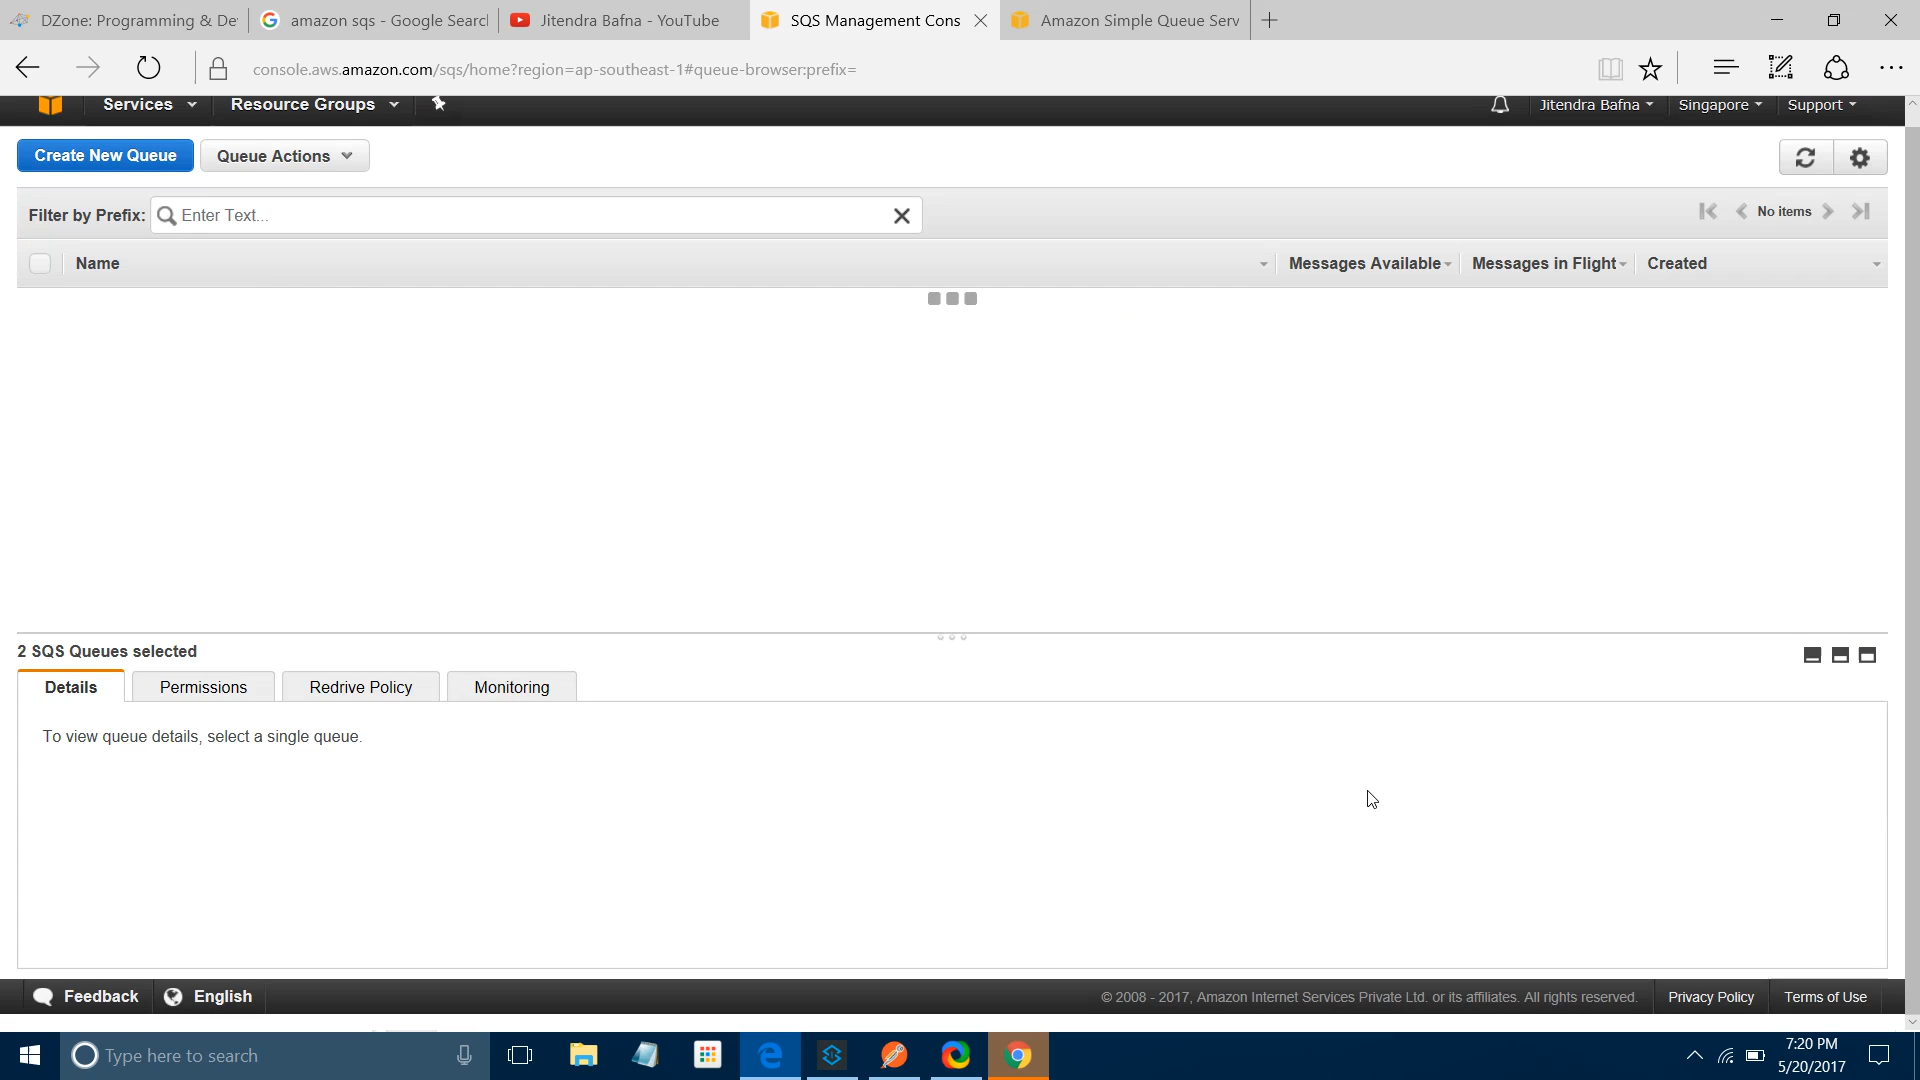 DZone: Programming & De
amazon sqs - Google Search
Jitendra Bafna - YouTube
SQS Management Cons
Amazon Simple Queue Serv
console.aws.amazon.com/sqs/home?region=ap-southeast-1#queue-browser:prefix=
Services
Resource Groups
Jitendra Bafna
Singapore
Support
Create New Queue
Queue Actions
Filter by Prefix:
Enter Text...
No items
Name
Messages Available
Messages in Flight
Created
2 SQS Queues selected
Details
Permissions
Redrive Policy
Monitoring
To view queue details, select a single queue.
Feedback
English
© 2008 - 2017, Amazon Internet Services Private Ltd. or its affiliates. All rights reserved.
Privacy Policy
Terms of Use
Type here to search
7:20 PM
5/20/2017